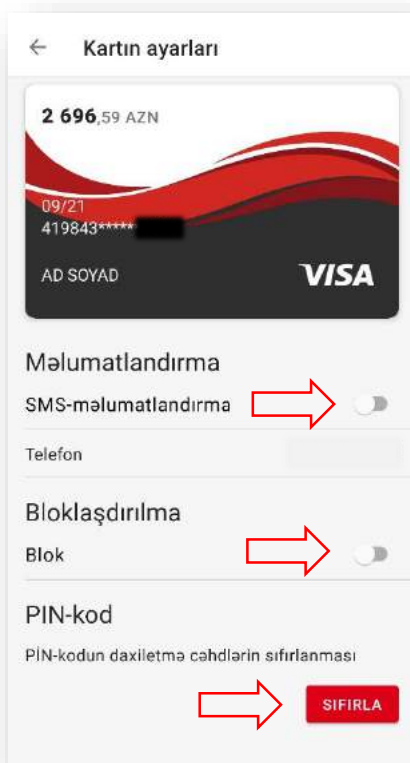 Kartın ayarları
2 696,59 AZN
09/21
419843*****
AD SOYAD
VISA
Məlumatlandırma
SMS-məlumatlandırma
Telefon
Bloklaşdırılma
Blok
PIN-kod
PİN-kodun daxiletmə cəhdlərin sıfırlanması
SIFIRLA